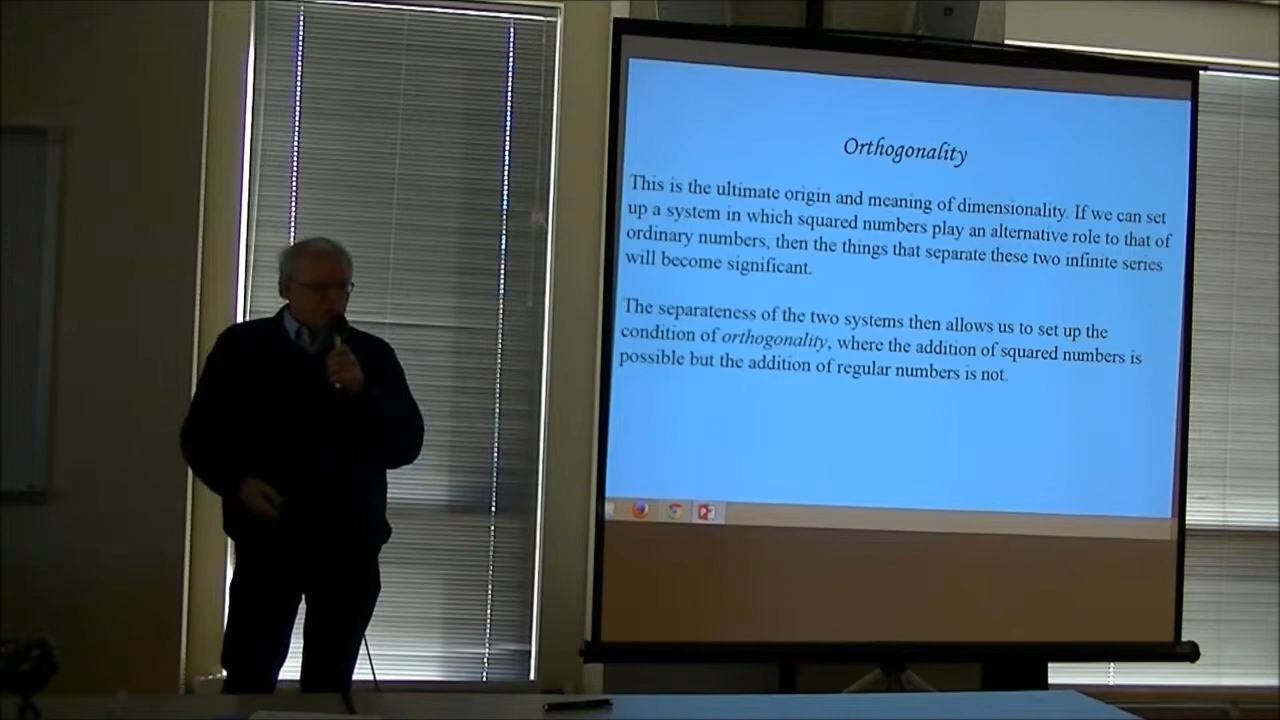 Orthogonality
This is the ultimate origin and meaning of dimensionality. If we can set
up a system in which squared numbers play an alternative role to that of
ordinary numbers, then the things that separate these two infinite series
will become significant.
The separateness of the two systems then allows us to set up the
condition of orthogonality, where the addition of squared numbers is
possible but the addition of regular numbers is not.